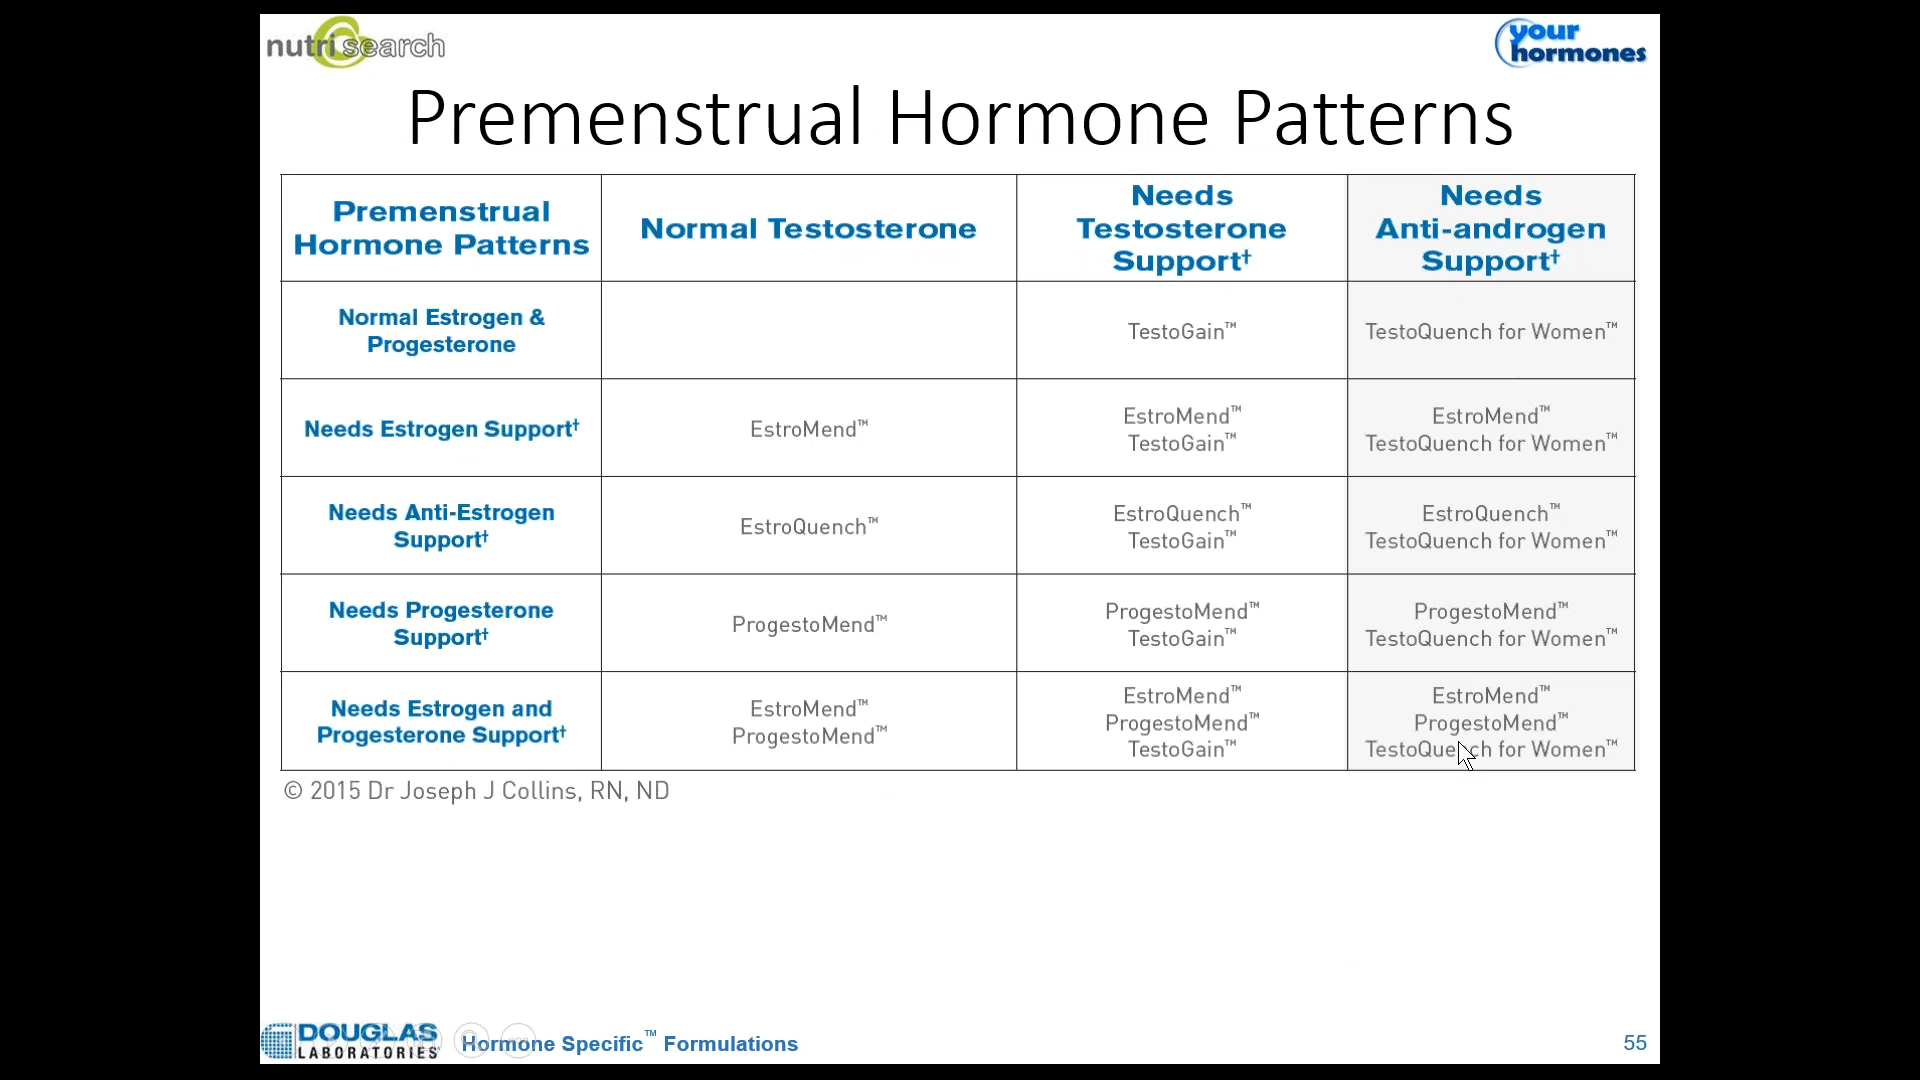 nutrisearch
your
hormones
Premenstrual Hormone Patterns
Premenstrual
Hormone Patterns
Normal Testosterone
Needs
Testosterone
Support†
Needs
Anti-androgen
Support†
Normal Estrogen &
Progesterone
TestoGain™
TestoQuench for Women™
Needs Estrogen Support†
EstroMend™
EstroMend™
TestoGain™
EstroMend™
TestoQuench for Women™
Needs Anti-Estrogen
Support†
EstroQuench™
EstroQuench™
TestoGain™
EstroQuench™
TestoQuench for Women™
Needs Progesterone
Support†
ProgestoMend™
ProgestoMend™
TestoGain™
ProgestoMend™
TestoQuench for Women™
Needs Estrogen and
Progesterone Support†
EstroMend™
ProgestoMend™
EstroMend™
ProgestoMend™
TestoGain™
EstroMend™
ProgestoMend™
TestoQuench for Women™
© 2015 Dr Joseph J Collins, RN, ND
DOUGLAS
LABORATORIES
Hormone Specific™ Formulations
55